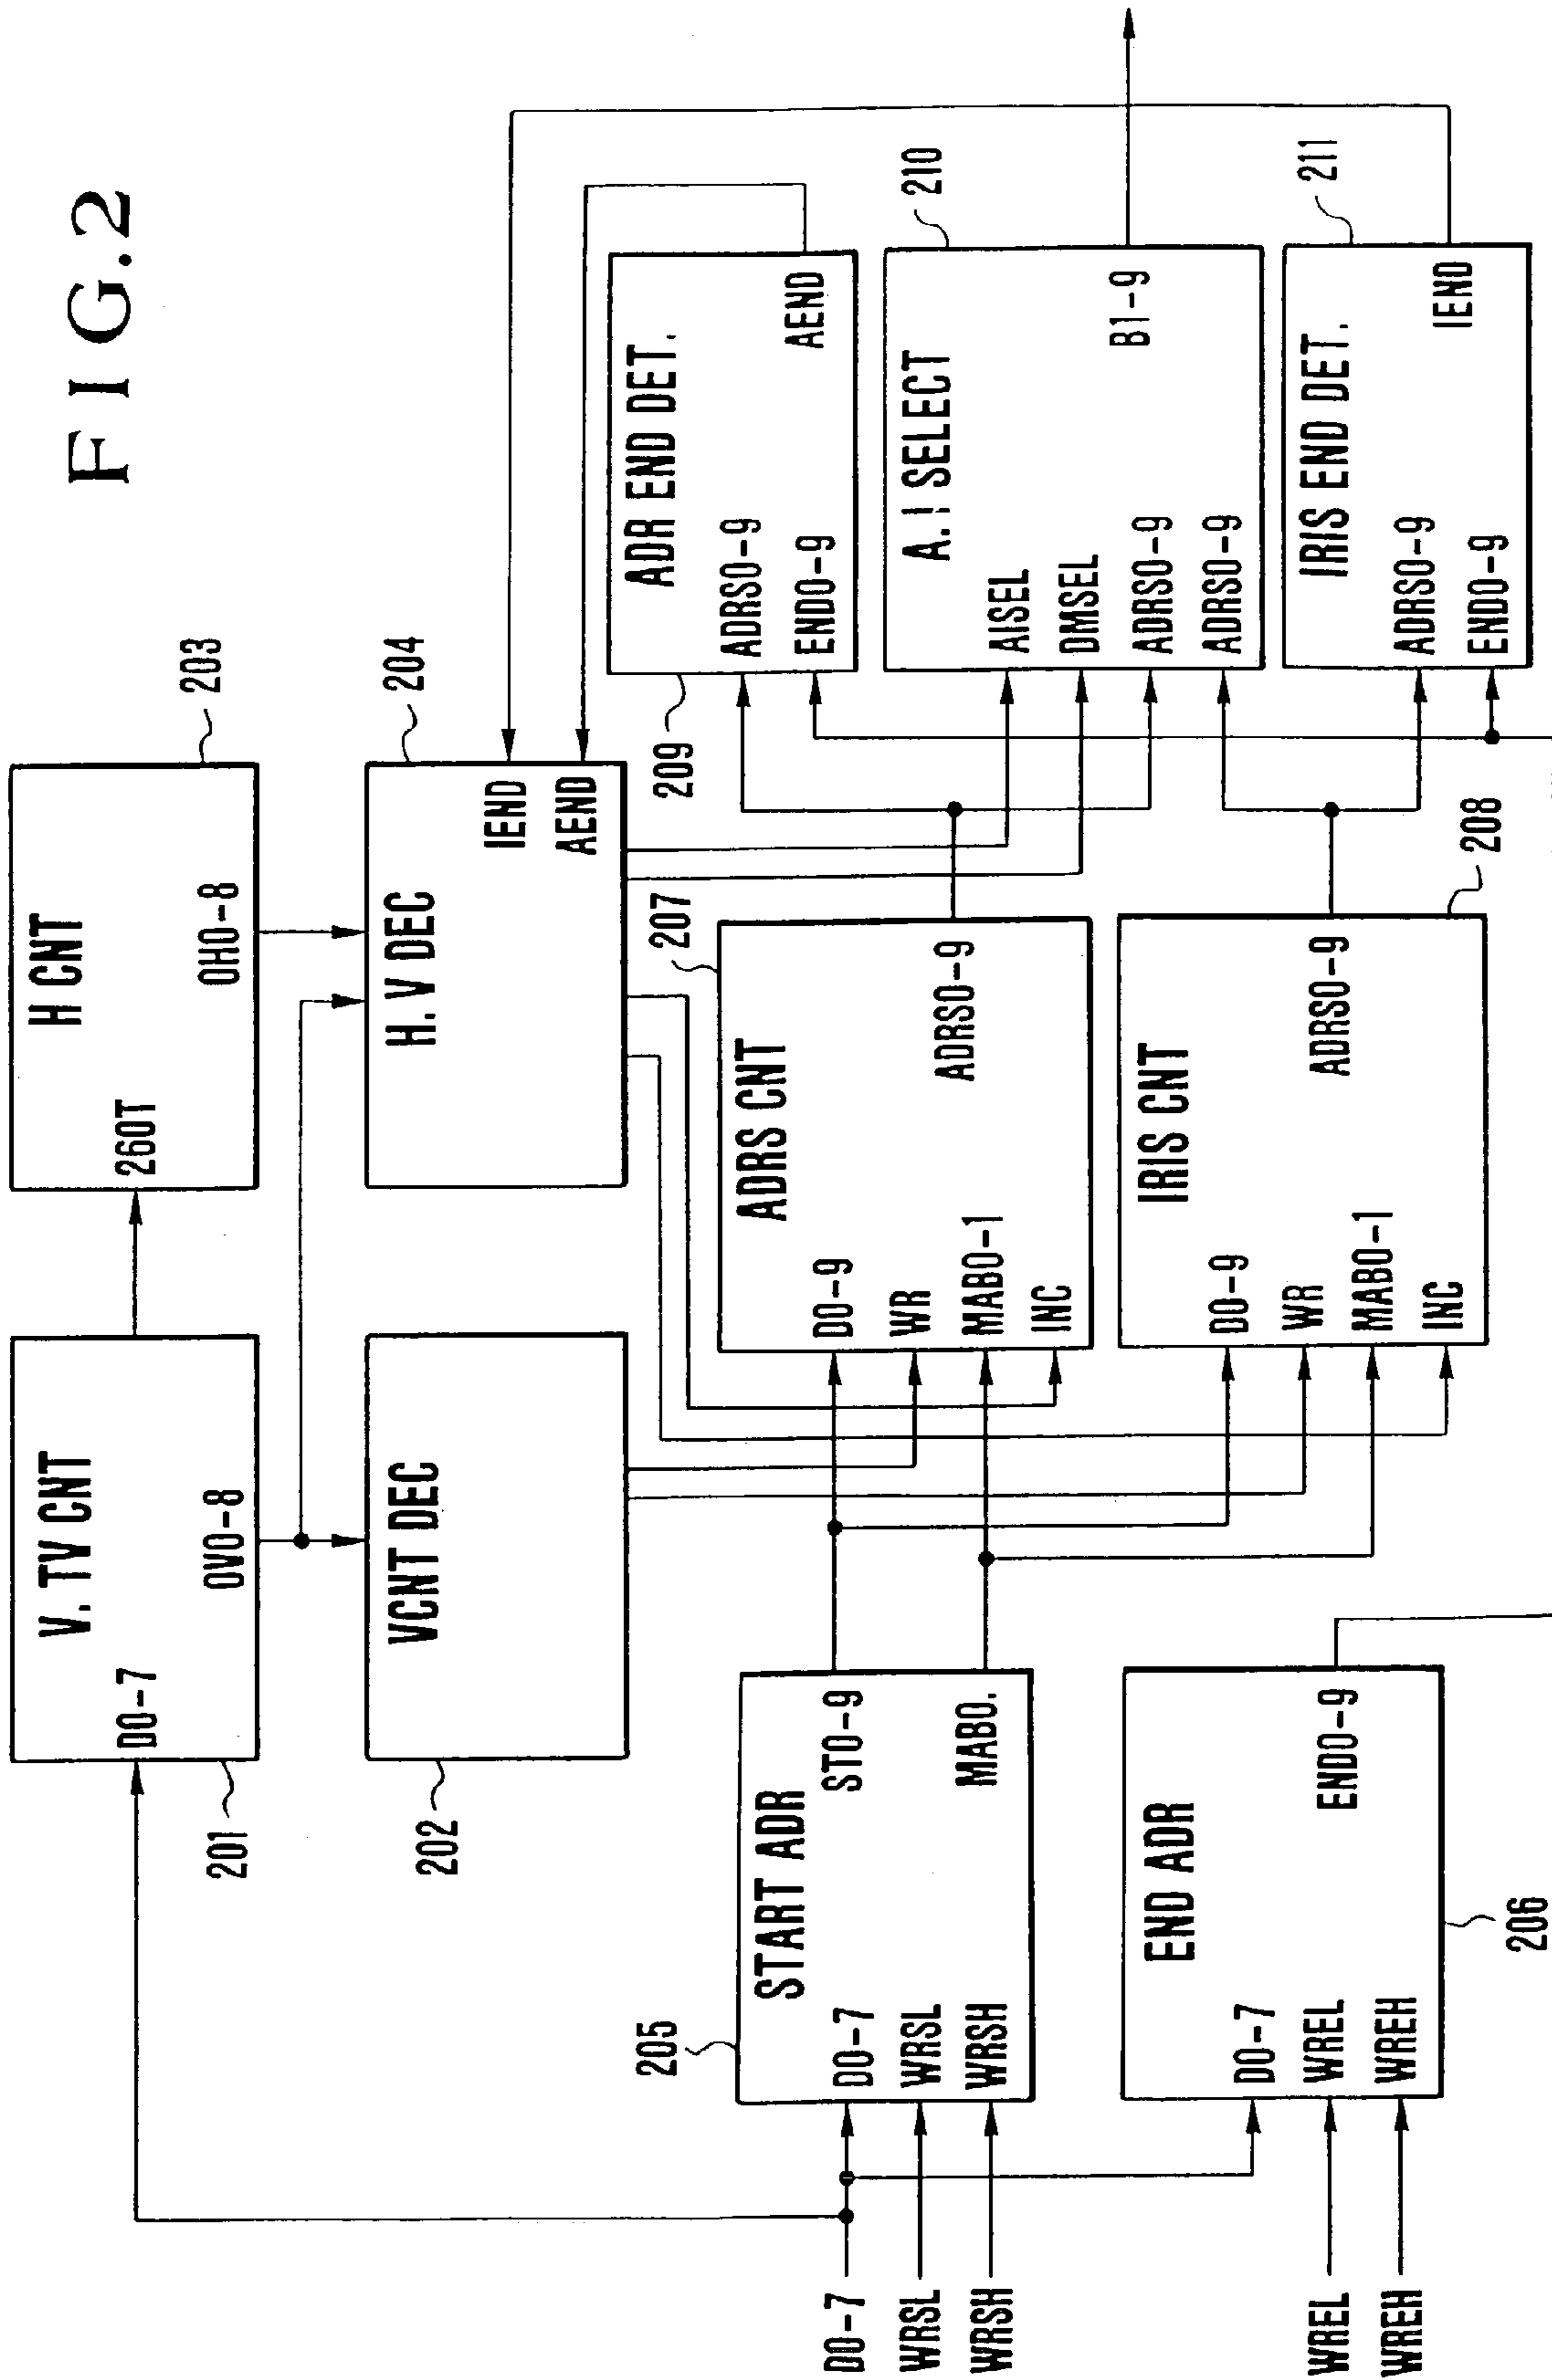 FIG.2
V. TV CNT
D0-7
OV0-8
201
H CNT
260T
OH0-8
203
VCNT DEC
202
H. V DEC
IEND
AEND
204
START ADR
D0-7
ST0-9
WRSL
WRSH
MAB0.
205
D0-7
WRSL
WRSH
END ADR
D0-7
END0-9
WREL
WREH
206
WREL
WREH
ADRS CNT
D0-9
WR
MAB0-1
INC
ADRS0-9
207
IRIS CNT
D0-9
WR
MAB0-1
INC
ADRS0-9
208
ADR END DET.
ADRS0-9
END0-9
AEND
209
A. I SELECT
AISEL
DMSEL
ADRS0-9
ADRS0-9
B1-9
210
IRIS END DET.
ADRS0-9
END0-9
IEND
211